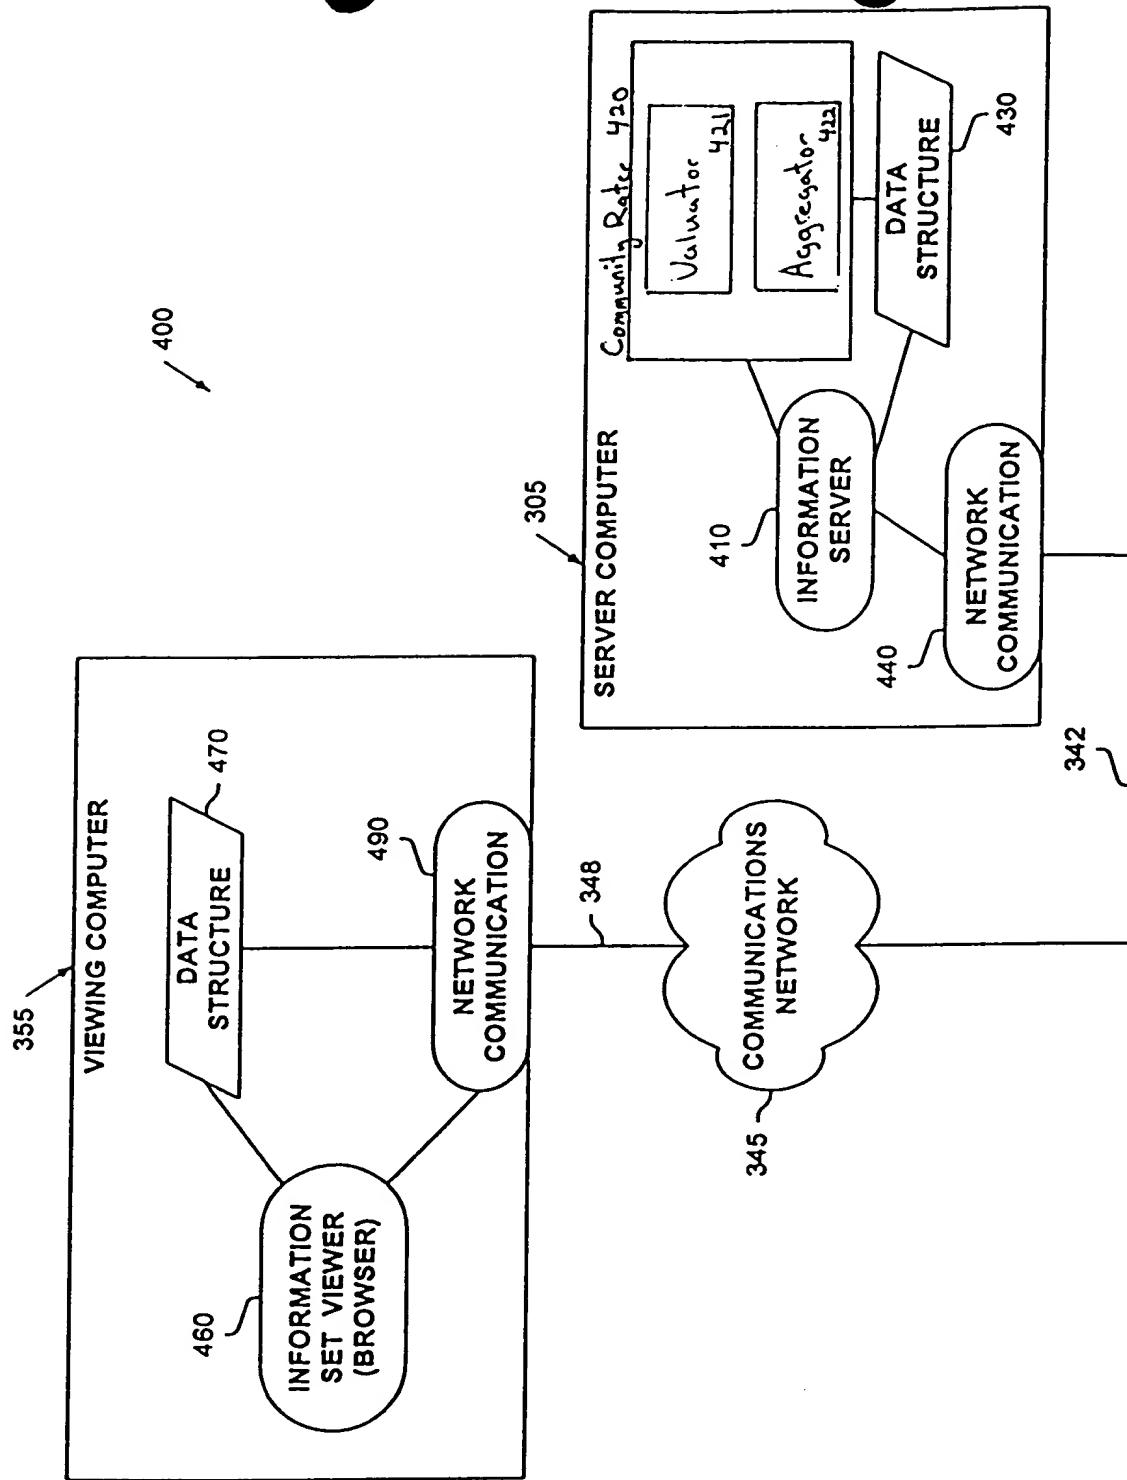 400
355
VIEWING COMPUTER
460
INFORMATION
SET VIEWER
(BROWSER)
DATA
STRUCTURE
470
490
NETWORK
COMMUNICATION
348
345
COMMUNICATIONS
NETWORK
342
305
SERVER COMPUTER
410
INFORMATION
SERVER
440
NETWORK
COMMUNICATION
Community Rater 420
Valuator
421
Aggregator
422
DATA
STRUCTURE
430